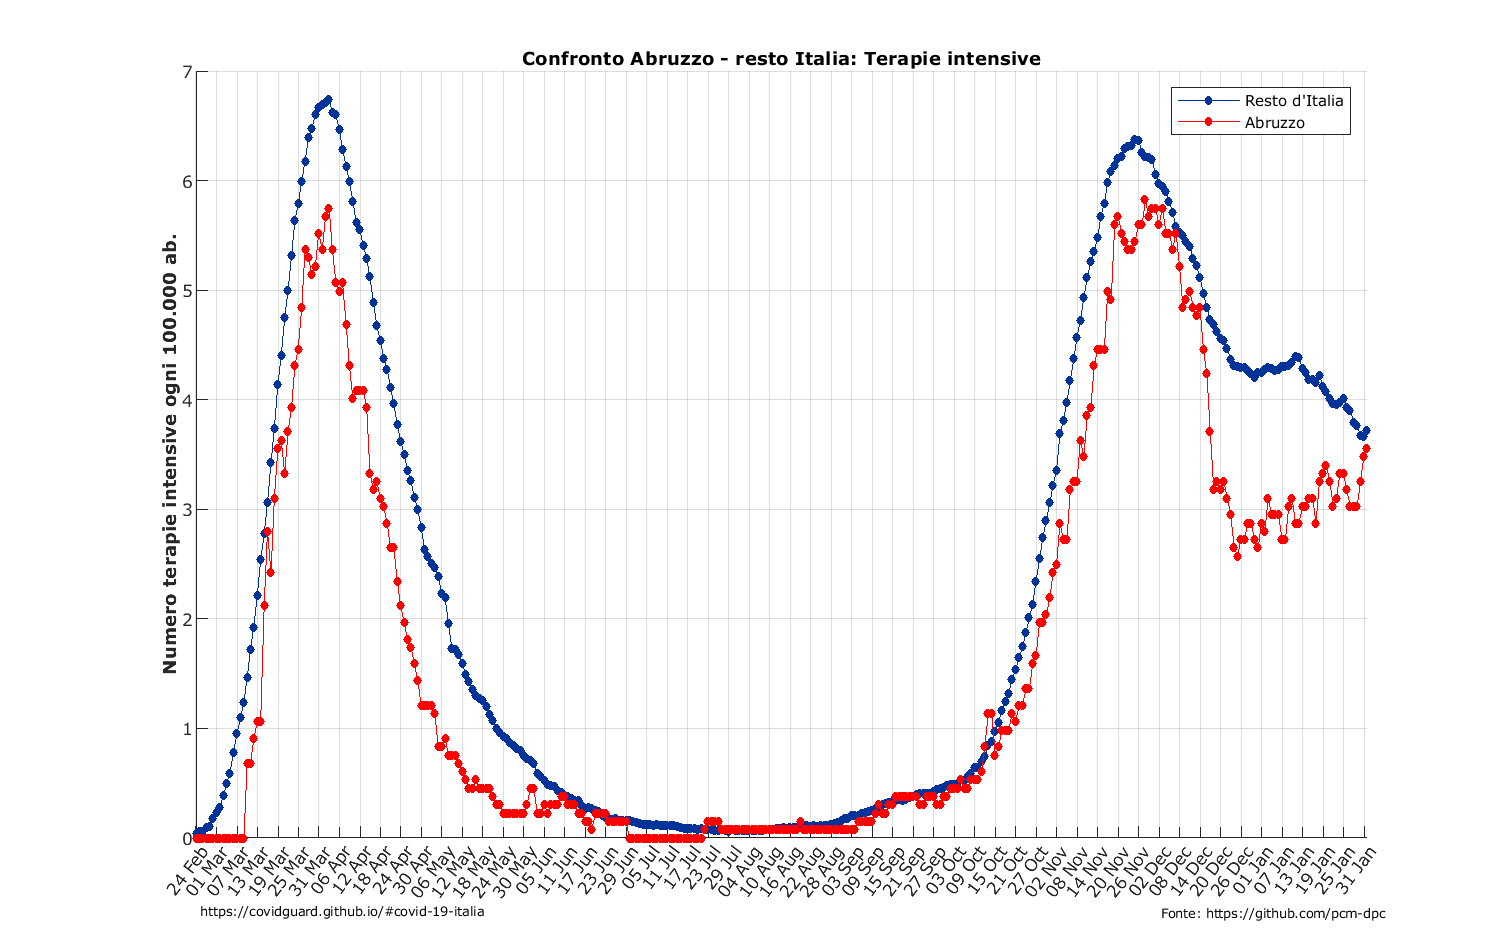 Confronto Abruzzo - resto Italia: Terapie intensive
Resto d'Italia
Abruzzo
Numero terapie intensive ogni 100.000 ab.
7
6
5
4
3
2
1
0
24 Feb
01 Mar
07 Mar
13 Mar
19 Mar
25 Mar
31 Mar
06 Apr
12 Apr
18 Apr
24 Apr
30 Apr
06 May
12 May
18 May
24 May
30 May
05 Jun
11 Jun
17 Jun
23 Jun
29 Jun
05 Jul
11 Jul
17 Jul
23 Jul
29 Jul
04 Aug
10 Aug
16 Aug
22 Aug
28 Aug
03 Sep
09 Sep
15 Sep
21 Sep
27 Sep
03 Oct
09 Oct
15 Oct
21 Oct
27 Oct
02 Nov
08 Nov
14 Nov
20 Nov
26 Nov
02 Dec
08 Dec
14 Dec
20 Dec
26 Dec
01 Jan
07 Jan
13 Jan
19 Jan
25 Jan
31 Jan
https://covidguard.github.io/#covid-19-italia
Fonte: https://github.com/pcm-dpc